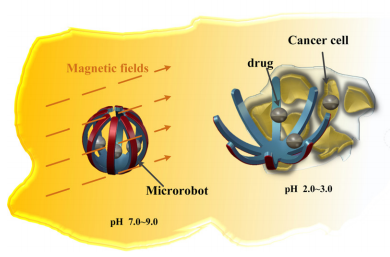 Cancer cell
drug
Magnetic fields
Microrobot
pH 2.0~3.0
pH 7.0~9.0